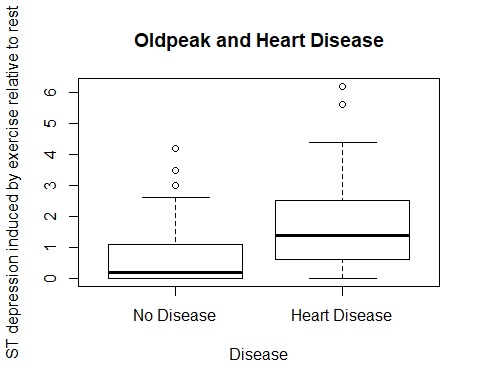 Oldpeak and Heart Disease
ST depression induced by exercise relative to rest
6
5
4
3
2
1
0
No Disease Heart Disease
Disease